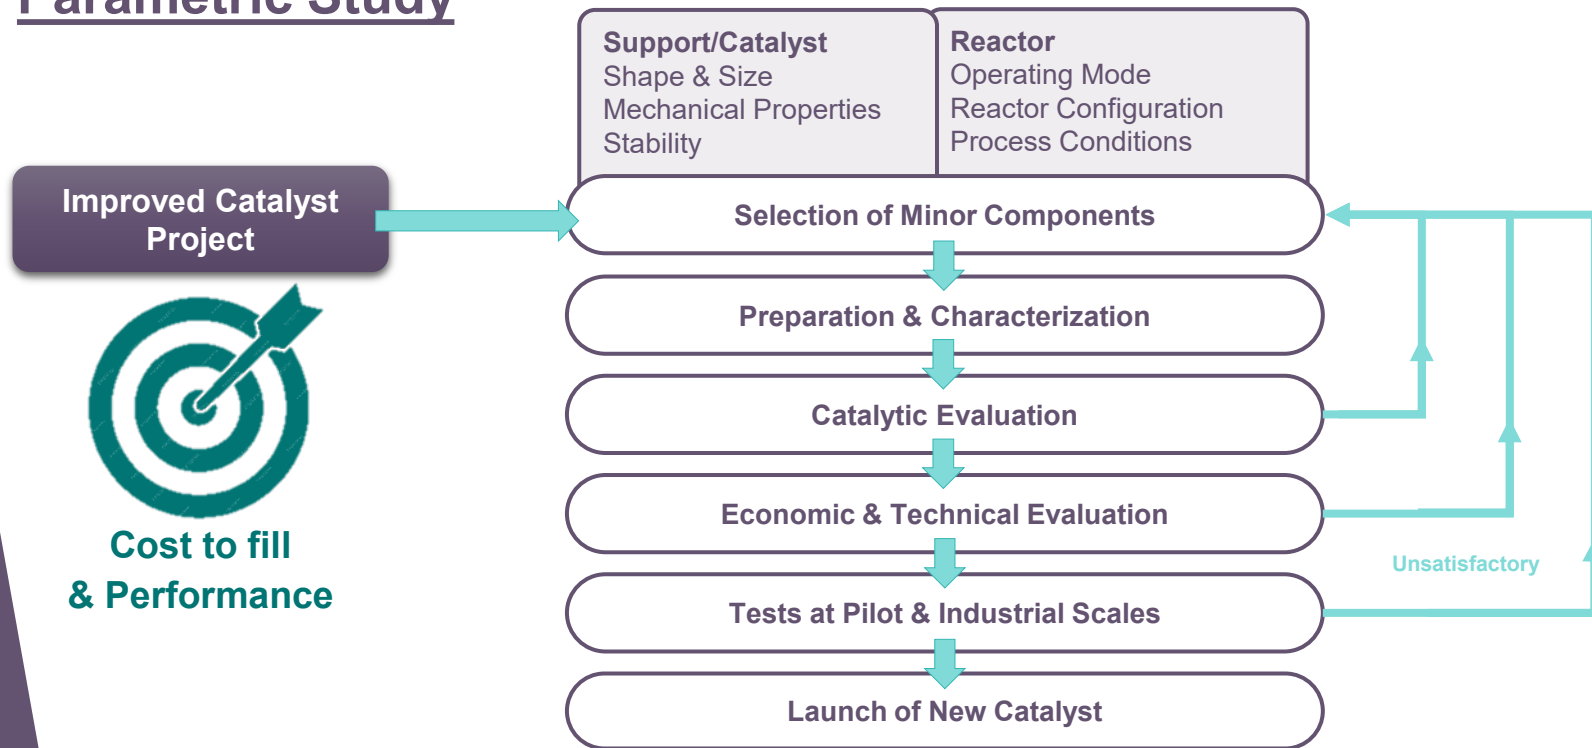 Parametric Study
Support/Catalyst
Shape & Size
Mechanical Properties
Stability
Reactor
Operating Mode
Reactor Configuration
Process Conditions
Improved Catalyst
Project
Cost to fill
& Performance
Selection of Minor Components
Preparation & Characterization
Catalytic Evaluation
Economic & Technical Evaluation
Unsatisfactory
Tests at Pilot & Industrial Scales
Launch of New Catalyst